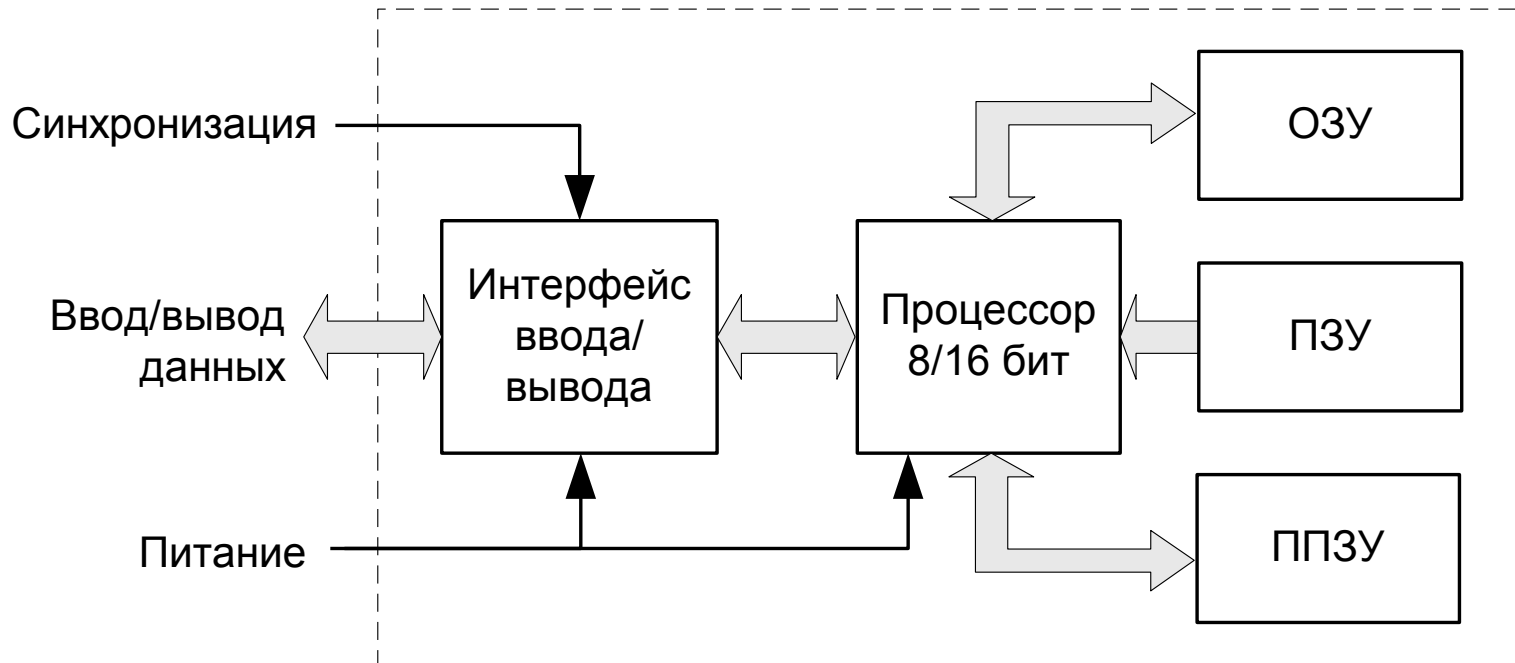 Синхронизация
ОЗУ
Интерфейс
ввода/
вывода
Ввод/вывод
данных
Процессор
8/16 бит
ПЗУ
Питание
ППЗУ